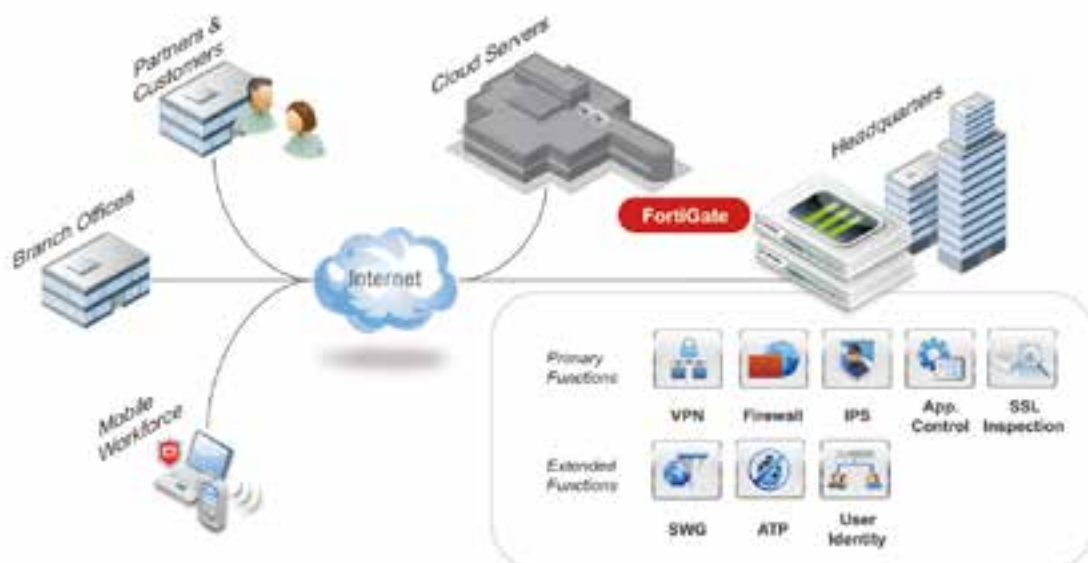 Partners &
Customers
Cloud Servers
Headquarters
Branch Offices
FortiGate
Internet
Mobile
Workforce
Primary
Functions
VPN
Firewall
IPS
App.
Control
SSL
Inspection
Extended
Functions
SWG
ATP
User
Identity